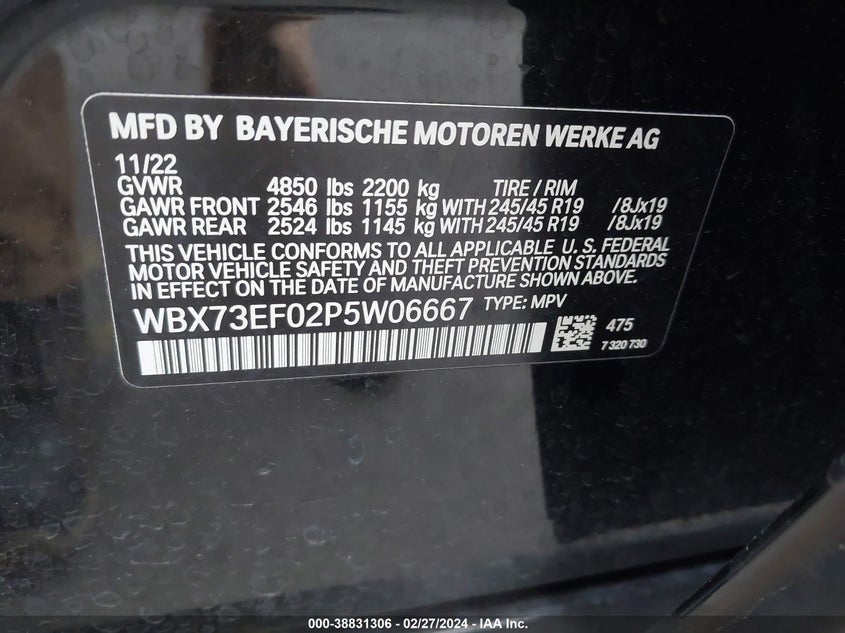 MFD BY BAYERISCHE MOTOREN WERKE AG
11/22
GVWR 4850 lbs 2200 kg TIRE / RIM
GAWR FRONT 2546 lbs 1155 kg WITH 245/45 R19 /8Jx19
GAWR REAR 2524 lbs 1145 kg WITH 245/45 R19 /8Jx19
THIS VEHICLE CONFORMS TO ALL APPLICABLE U. S. FEDERAL
MOTOR VEHICLE SAFETY AND THEFT PREVENTION STANDARDS
IN EFFECT ON THE DATE OF MANUFACTURE SHOWN ABOVE.
WBX73EF02P5W06667 TYPE: MPV
475
7 320 730
000-38831306 - 02/27/2024 - IAA Inc.